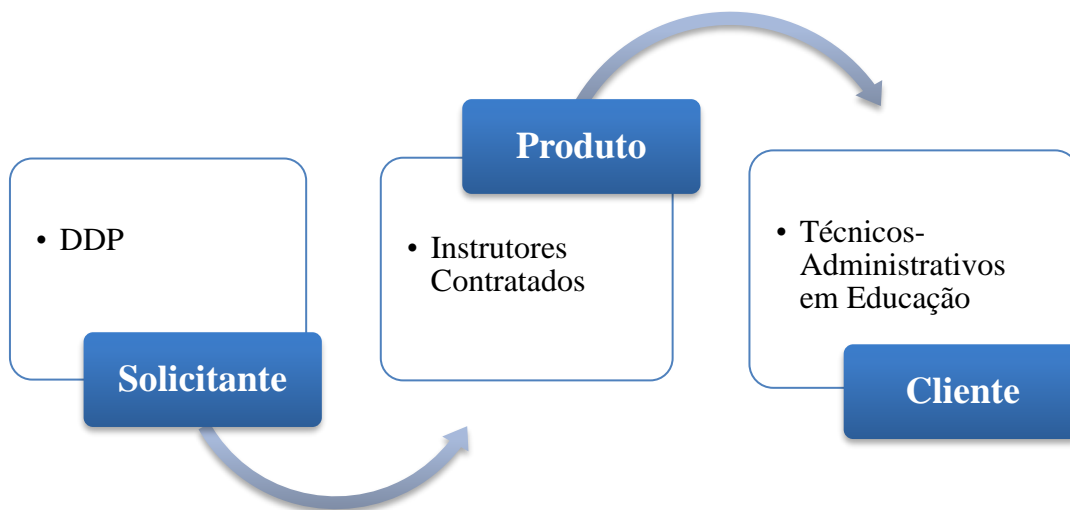 • DDP
Solicitante
Produto
• Instrutores
Contratados
• Técnicos-
Administrativos
em Educação
Cliente